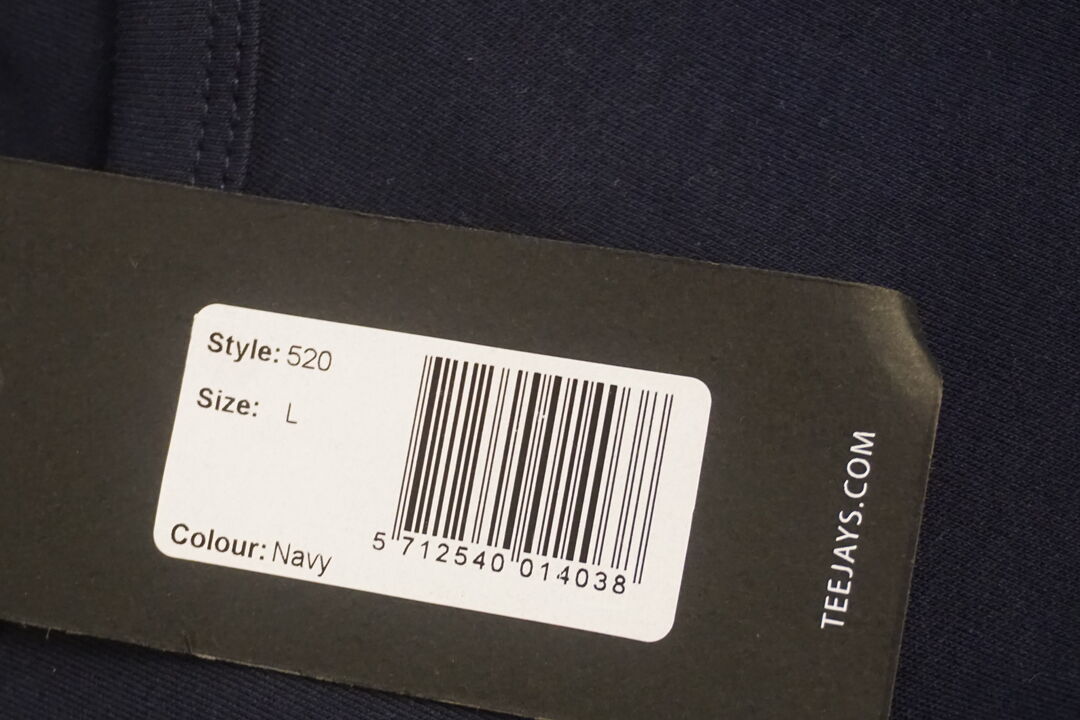 Style: 520
Size: L
Colour: Navy
5 712540 014038
TEEJAYS.COM